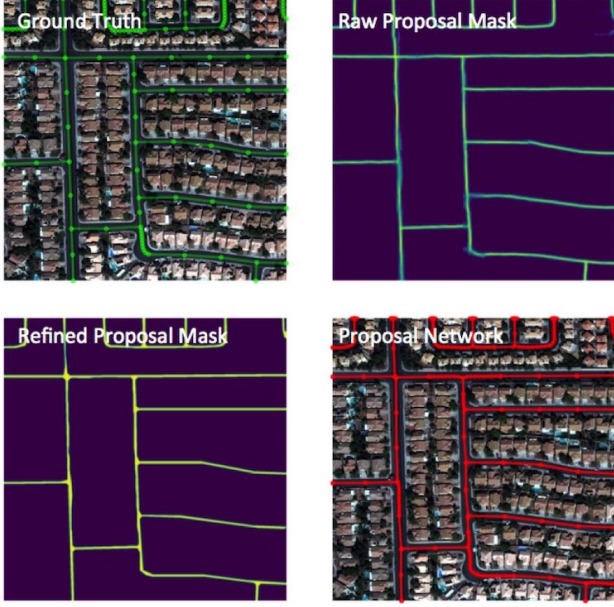 Ground Truth
Raw Proposal Mask
Refined Proposal Mask
Proposal Network